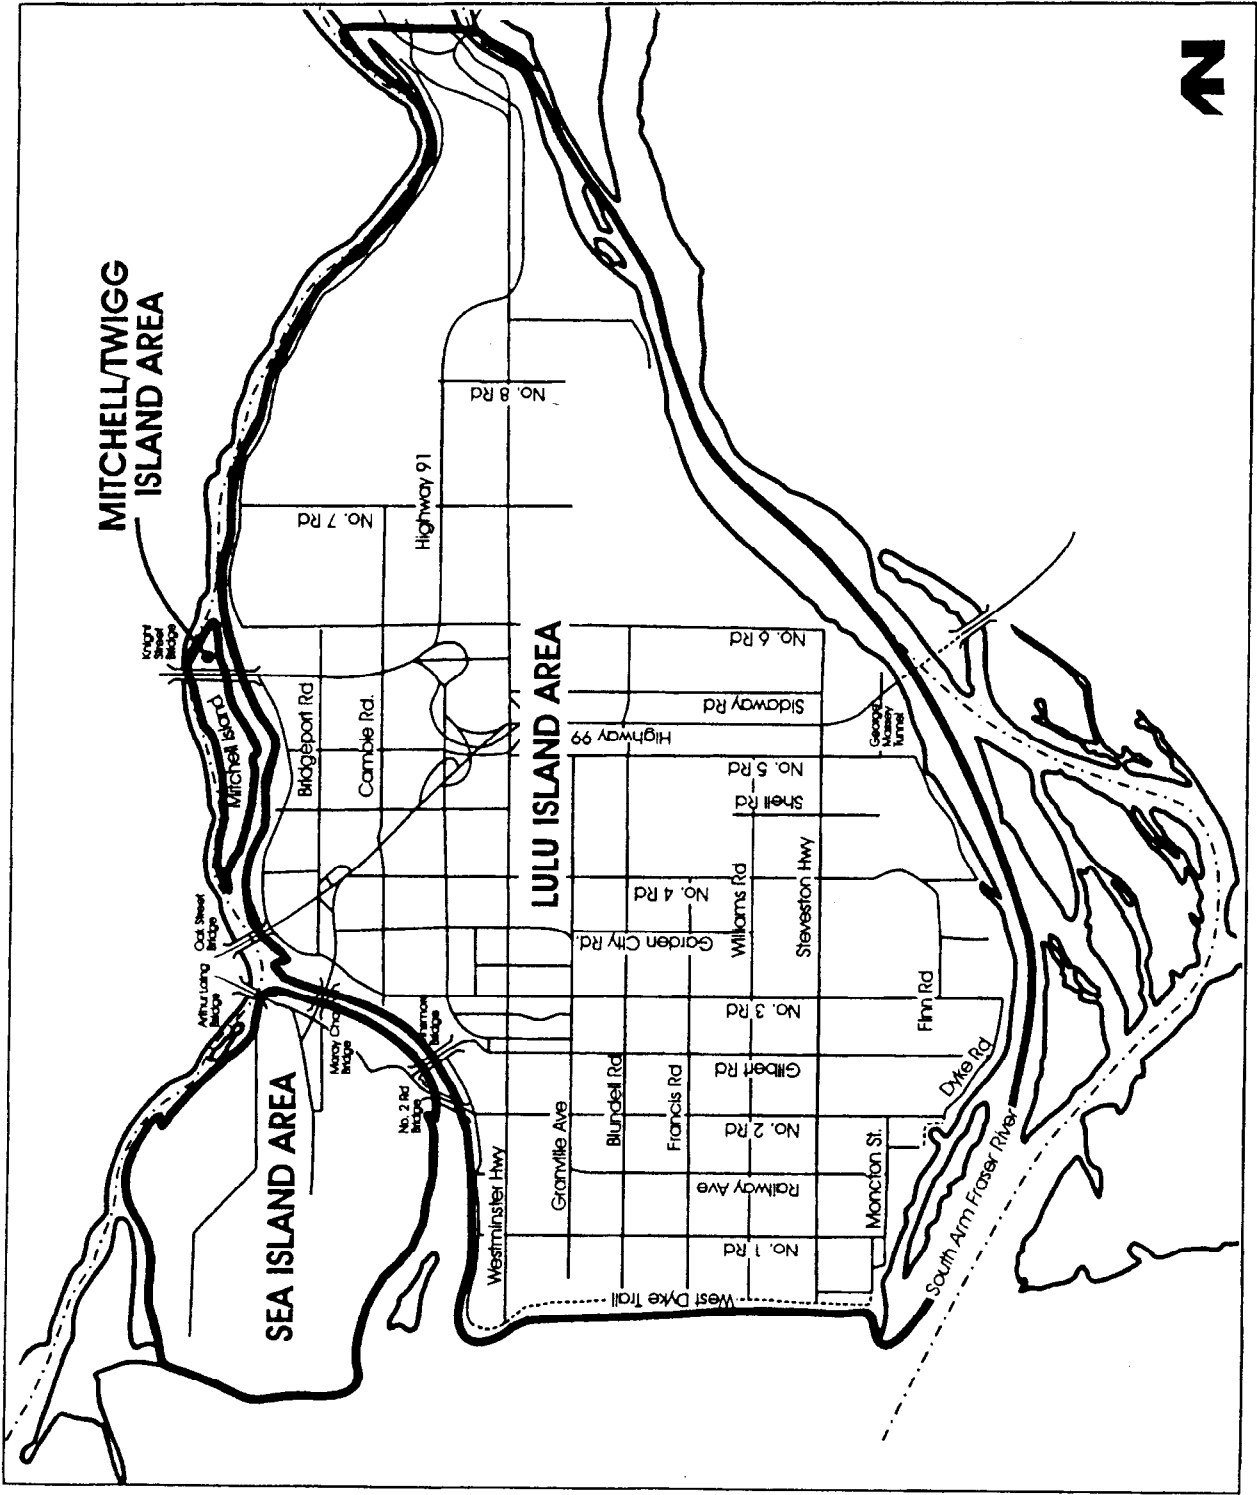 N
MITCHELL/TWIGG
ISLAND AREA
Knight
Street
Bridge
Mitchell Island
Oak Street
Bridge
Arthur Laing
Bridge
Moray
Bridge
No. 2 Rd
Bridge
Bridge
SEA ISLAND AREA
LULU ISLAND AREA
Bridgeport Rd
Cambie Rd.
Highway 91
Westminster Hwy
Granville Ave
Blundell Rd
Francis Rd
Williams Rd
Steveston Hwy
Moncton St.
Finn Rd
Dyke Rd
George
Massey
Tunnel
South Arm Fraser River
West Dyke Trail
No. 1 Rd
Railway Ave
No. 2 Rd
Gilbert Rd
No. 3 Rd
Garden City Rd.
No. 4 Rd
Shell Rd
No. 5 Rd
Highway 99
Sidaway Rd
No. 6 Rd
No. 7 Rd
No. 8 Rd